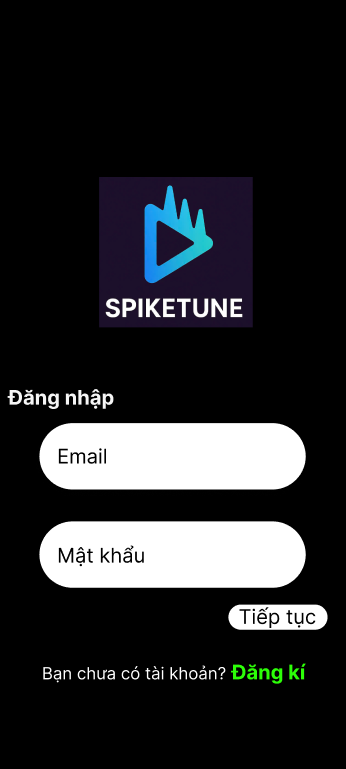 SPIKETUNE
Đăng nhập
Email
Mật khẩu
Tiếp tục
Bạn chưa có tài khoản? Đăng kí